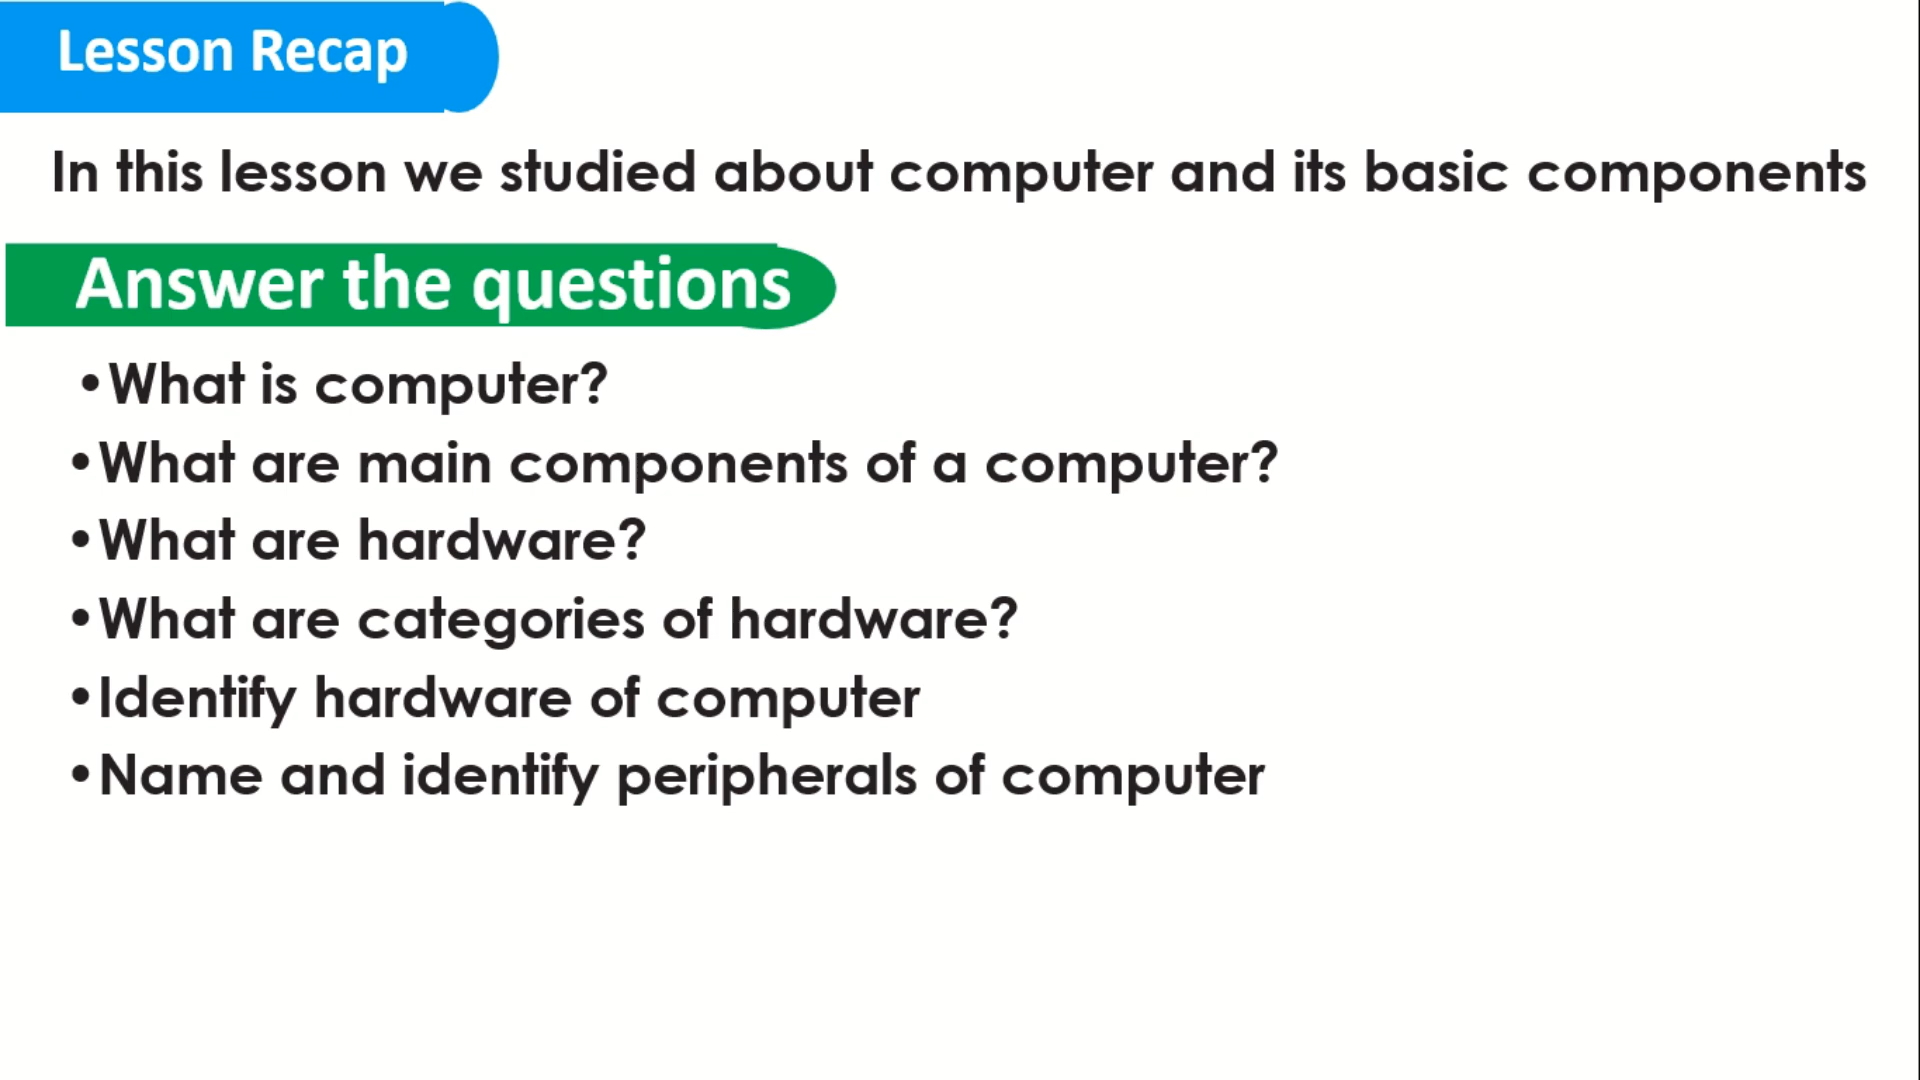 Lesson Recap
In this lesson we studied about computer and its basic components
Answer the questions
•What is computer?
•What are main components of a computer?
•What are hardware?
•What are categories of hardware?
•Identify hardware of computer
•Name and identify peripherals of computer